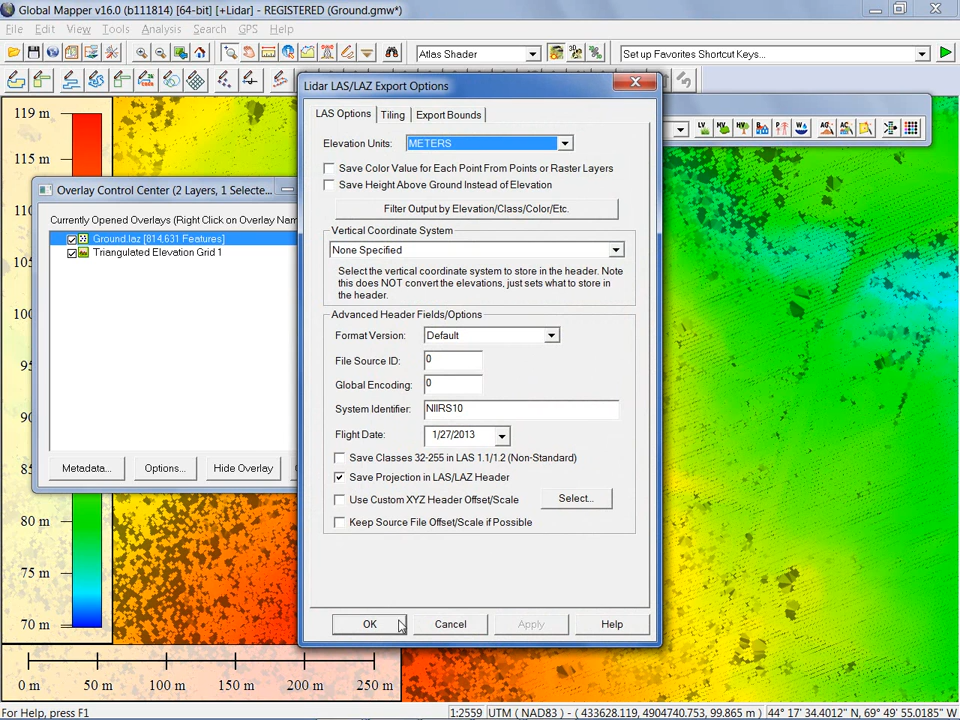 Global Mapper v16.0 (b111814) [64-bit] [+Lidar] - REGISTERED (Ground.gmw*)
File Edit View Tools Analysis Search GPS Help
Atlas Shader
Set up Favorites Shortcut Keys...
Lidar LAS/LAZ Export Options
LAS Options Tiling Export Bounds
Elevation Units: METERS
Save Color Value for Each Point From Points or Raster Layers
Save Height Above Ground Instead of Elevation
Filter Output by Elevation/Class/Color/Etc.
Vertical Coordinate System
None Specified
Select the vertical coordinate system to store in the header. Note
this does NOT convert the elevations, just sets what to store in
the header.
Advanced Header Fields/Options
Format Version: Default
File Source ID: 0
Global Encoding: 0
System Identifier: NIIRS10
Flight Date: 1/27/2013
Save Classes 32-255 in LAS 1.1/1.2 (Non-Standard)
Save Projection in LAS/LAZ Header
Use Custom XYZ Header Offset/Scale Select...
Keep Source File Offset/Scale if Possible
OK Cancel Apply Help
Overlay Control Center (2 Layers, 1 Selecte...
Currently Opened Overlays (Right Click on Overlay Nam
Ground.laz [814,631 Features]
Triangulated Elevation Grid 1
Metadata... Options... Hide Overlay
119 m
115 m
80 m
75 m
70 m
0 m 50 m 100 m 150 m 200 m 250 m
For Help, press F1
1:2559 UTM ( NAD83 ) - ( 433628.119, 4904740.753, 99.865 m ) 44° 17' 34.4012" N, 69° 49' 55.0185" W